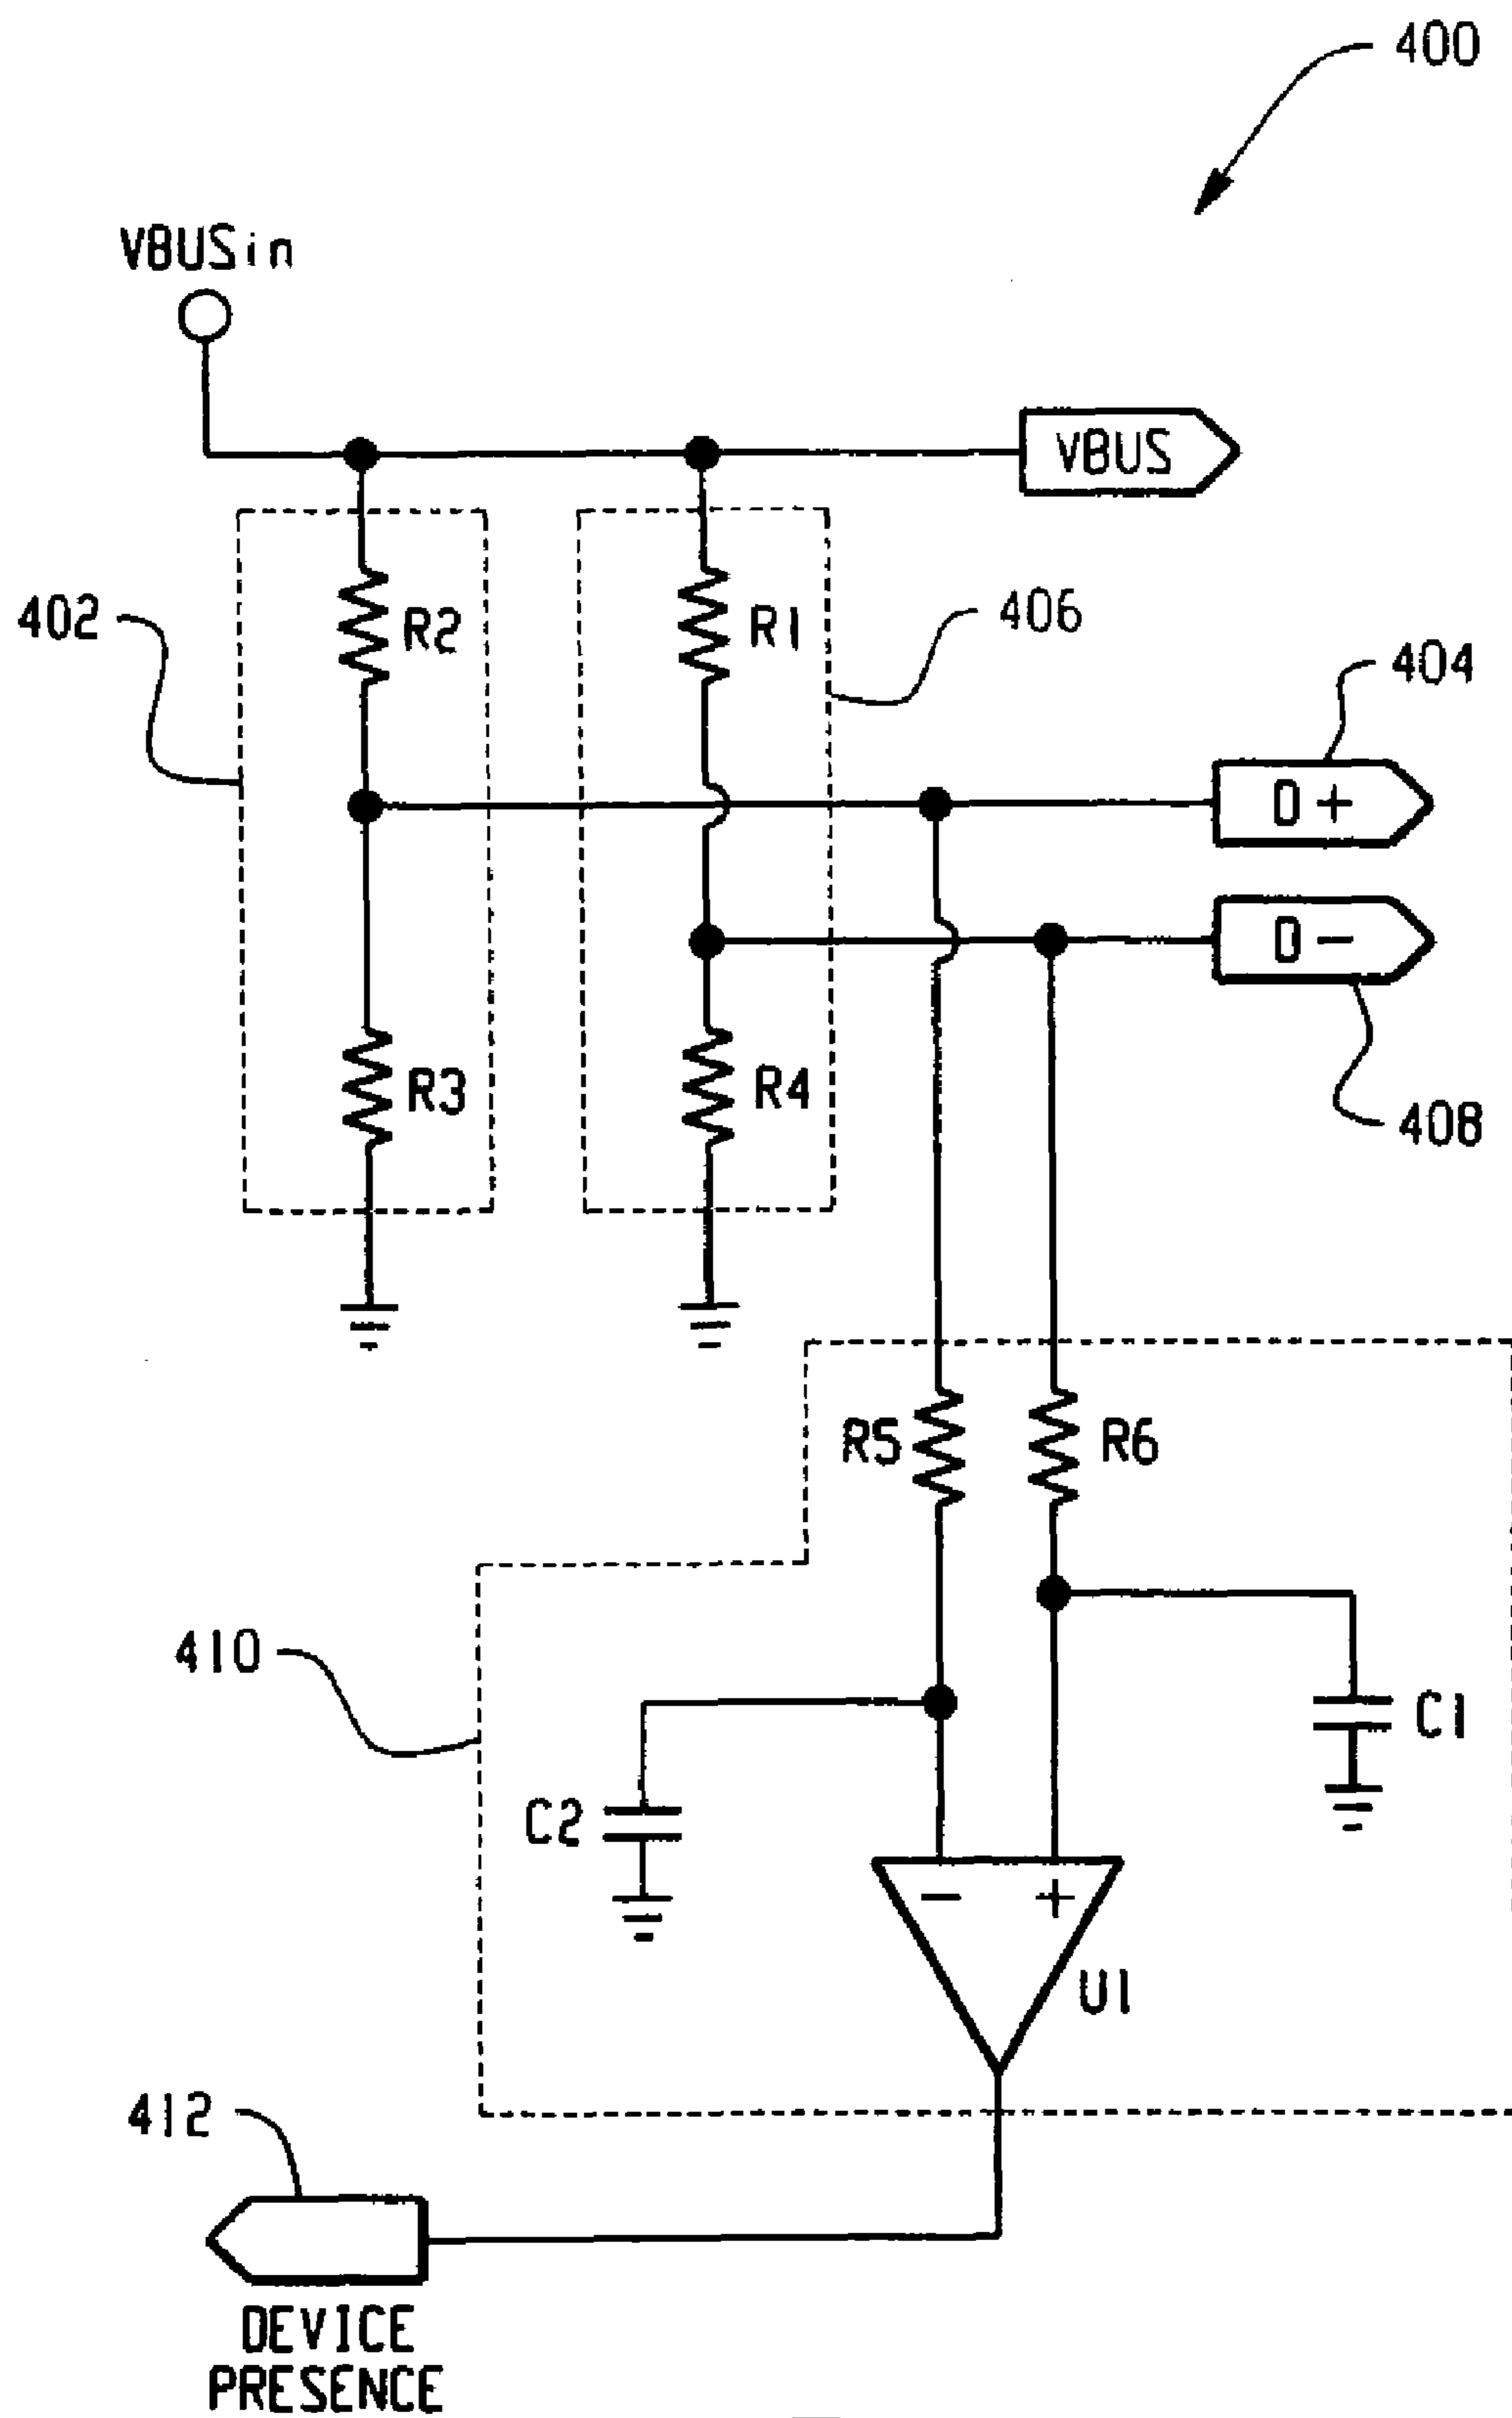 400
VBUSin
VBUS
402
R2
R1
406
404
D+
D-
R3
R4
408
R5
R6
410
C1
C2
- +
U1
412
DEVICE
PRESENCE